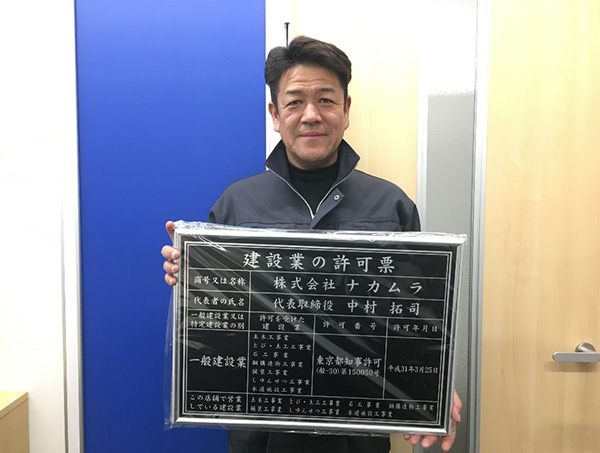 建設業の許可票
商号又は名称 株式会社 ナカムラ
代表者の氏名 代表取締役 中村 拓司
一般建設業又は特定建設業の別 許可を受けた建設業 許可番号 許可年月日
一般建設業
土木工事業
とび・土工工事業
石工事業
鋼構造物工事業
舗装工事業
しゅんせつ工事業
水道施設工事業
東京都知事許可
(般-30)第150050号
平成31年3月25日
この店舗で営業している建設業
土木工事業 とび・土工工事業 石工事業 鋼構造物工事業
舗装工事業 しゅんせつ工事業 水道施設工事業